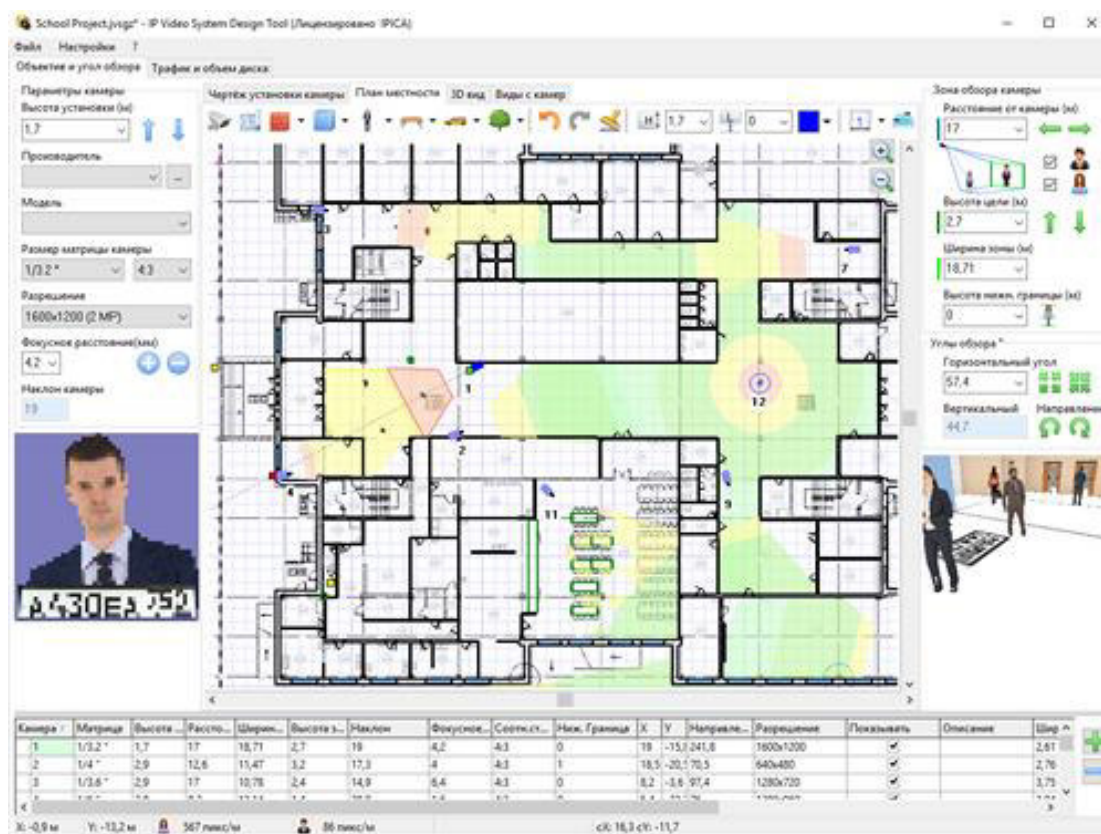 School Project.jvsgz* - IP Video System Design Tool (Лицензировано IPICA)
Файл Настройки ?
Объектив и угол обзора Трафик и объем диска:
Параметры камеры
Высота установки (м)
1,7
Производитель
...
Модель
Размер матрицы камеры
1/3.2 " 4:3
Разрешение
1600x1200 (2 MP)
Фокусное расстояние(мм)
4,2
Наклон камеры
19
Чертёж установки камеры План местности 3D вид Виды с камер
1,7 0
3
7
1
12
2
4
9
11
Зона обзора камеры
Расстояние от камеры (м)
17
Высота цели (м)
2,7
Ширина зоны (м)
18,71
Высота нижн. границы (м)
0
Углы обзора °
Горизонтальный угол
57,4
Вертикальный Направление
44,7
Камера Матрица Высота ... Рассто... Ширин... Высота з... Наклон Фокусное... Соотн.ст... Ниж. Граница X Y Направле... Разрешение Показывать Описание Шир
1 1/3.2 " 1,7 17 18,71 2,7 19 4,2 4:3 0 19 241,8 1600x1200 2,61
2 1/4 " 2,9 12,6 11,47 3,2 17,3 4 4:3 1 18,5 70,5 640x480 2,76
3 1/3.6 " 2,9 17 10,78 2,4 14,9 6,4 4:3 0 8,2 -3,6 97,4 1280x720 3,75
X: -0,9 м Y: -13,2 м 567 пикс/м 86 пикс/м cX: 16,3 cY: -11,7